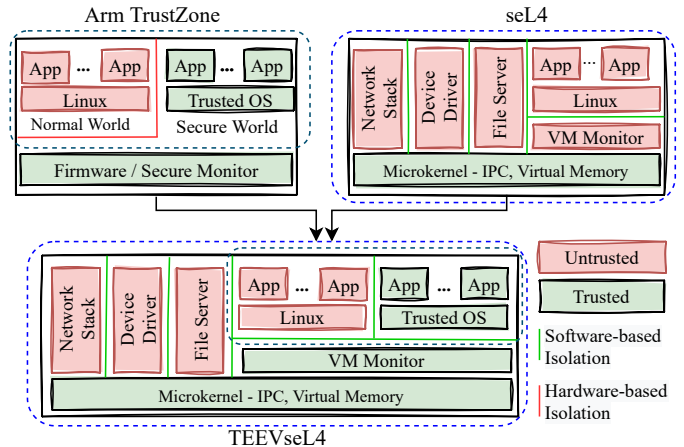 Arm TrustZone
App ... App
App ... App
Linux
Trusted OS
Normal World
Secure World
Firmware / Secure Monitor
seL4
Network
Stack
Device
Driver
File Server
App ... App
Linux
VM Monitor
Microkernel - IPC, Virtual Memory
Network
Stack
Device
Driver
File Server
App ... App
App ... App
Linux
Trusted OS
VM Monitor
Microkernel - IPC, Virtual Memory
TEEVseL4
Untrusted
Trusted
Software-based
Isolation
Hardware-based
Isolation